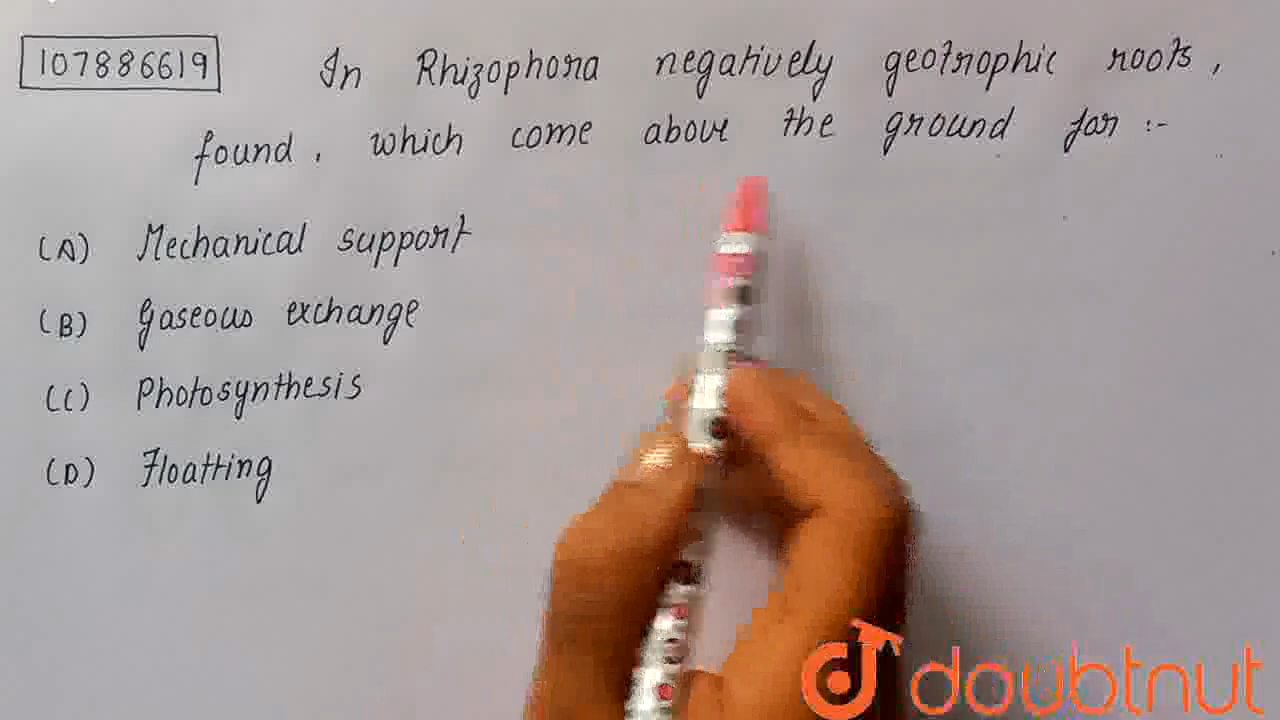 107886619 In Rhizophora negatively geotrophic roots,
found, which come above the ground for :-
(A) Mechanical support
(B) Gaseous exchange
(C) Photosynthesis
(D) Floatting
doubtnut